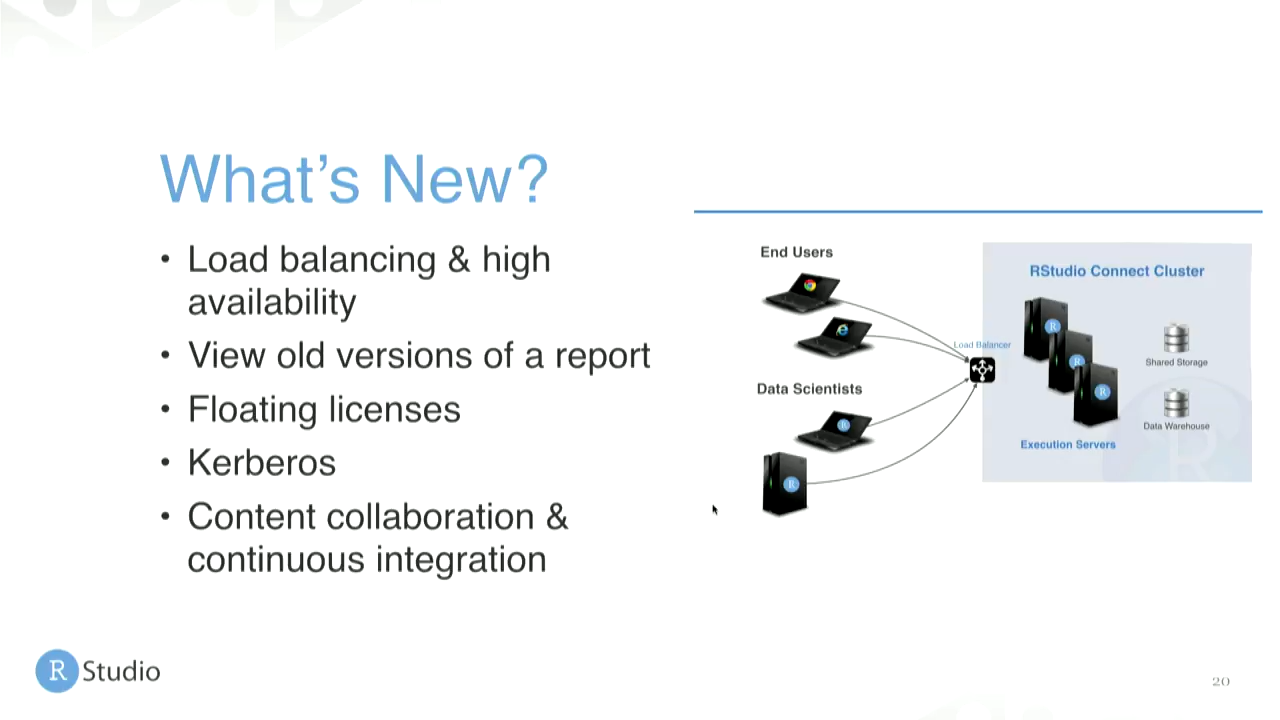 What's New?
• Load balancing & high
availability
• View old versions of a report
• Floating licenses
• Kerberos
• Content collaboration &
continuous integration
End Users
Data Scientists
Load Balancer
RStudio Connect Cluster
Shared Storage
Data Warehouse
Execution Servers
R
R
R
R
R
R
R Studio
20